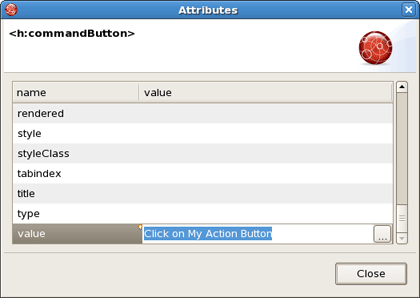 Attributes
<h:commandButton>
name value
rendered
style
styleClass
tabindex
title
type
value Click on My Action Button ...
Close